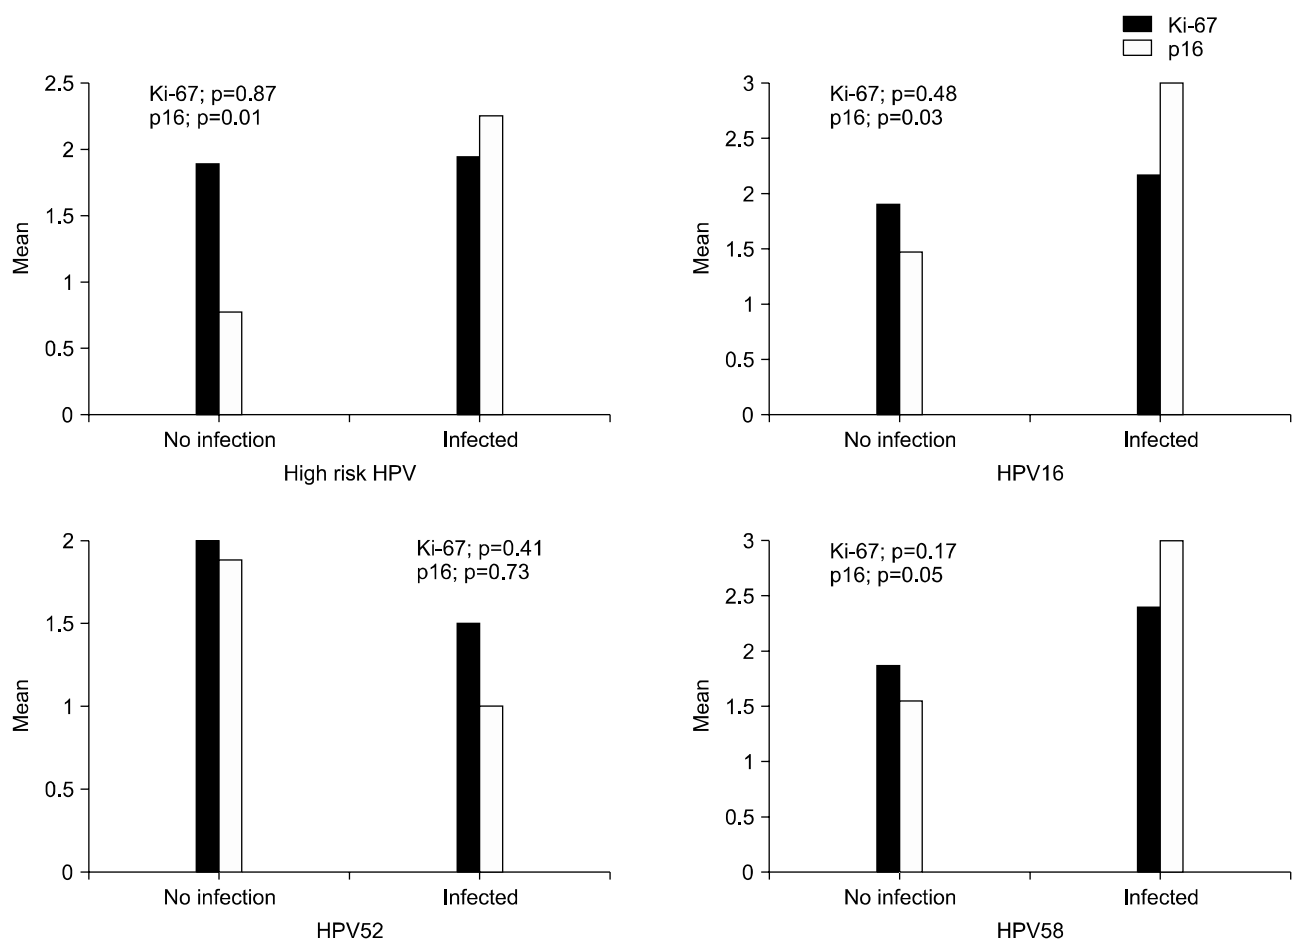 Ki-67
p16
2.5
2
1.5
1
0.5
0
Mean
Ki-67; p=0.87
p16; p=0.01
No infection
Infected
High risk HPV
3
2.5
2
1.5
1
0.5
0
Mean
Ki-67; p=0.48
p16; p=0.03
No infection
Infected
HPV16
2
1.5
1
0.5
0
Mean
Ki-67; p=0.41
p16; p=0.73
No infection
Infected
HPV52
3
2.5
2
1.5
1
0.5
0
Mean
Ki-67; p=0.17
p16; p=0.05
No infection
Infected
HPV58